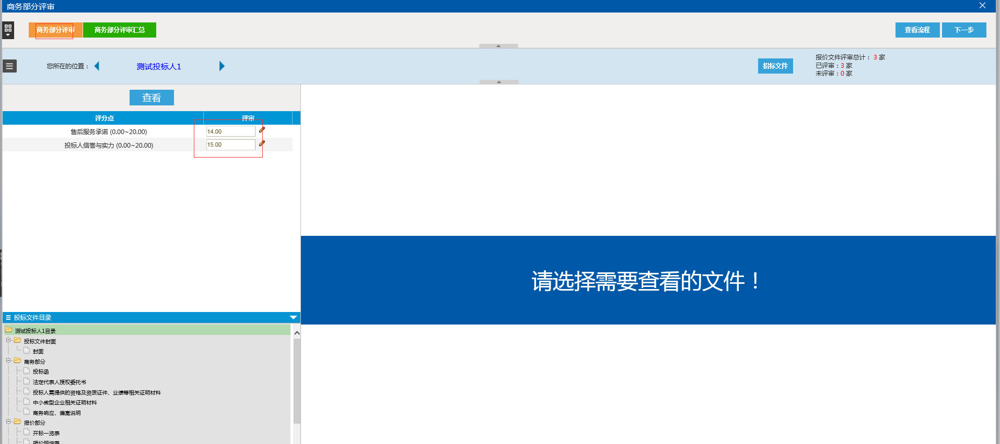 商务部分评审
商务部分评审 商务部分评审汇总 查看流程 下一步
您所在的位置： 测试投标人1 招标文件
报价文件评审总计： 3 家
已评审：3 家
未评审：0 家
查看
评分点 评审
售后服务承诺 (0.00~20.00) 14.00
投标人信誉与实力 (0.00~20.00) 15.00
请选择需要查看的文件！
投标文件目录
测试投标人1目录
投标文件封面
封面
商务部分
投标函
法定代表人授权委托书
投标人需提供的资格及资质证件、业绩等相关证明材料
中小微型企业相关证明材料
商务响应、偏离说明
报价部分
开标一览表
报价明细表